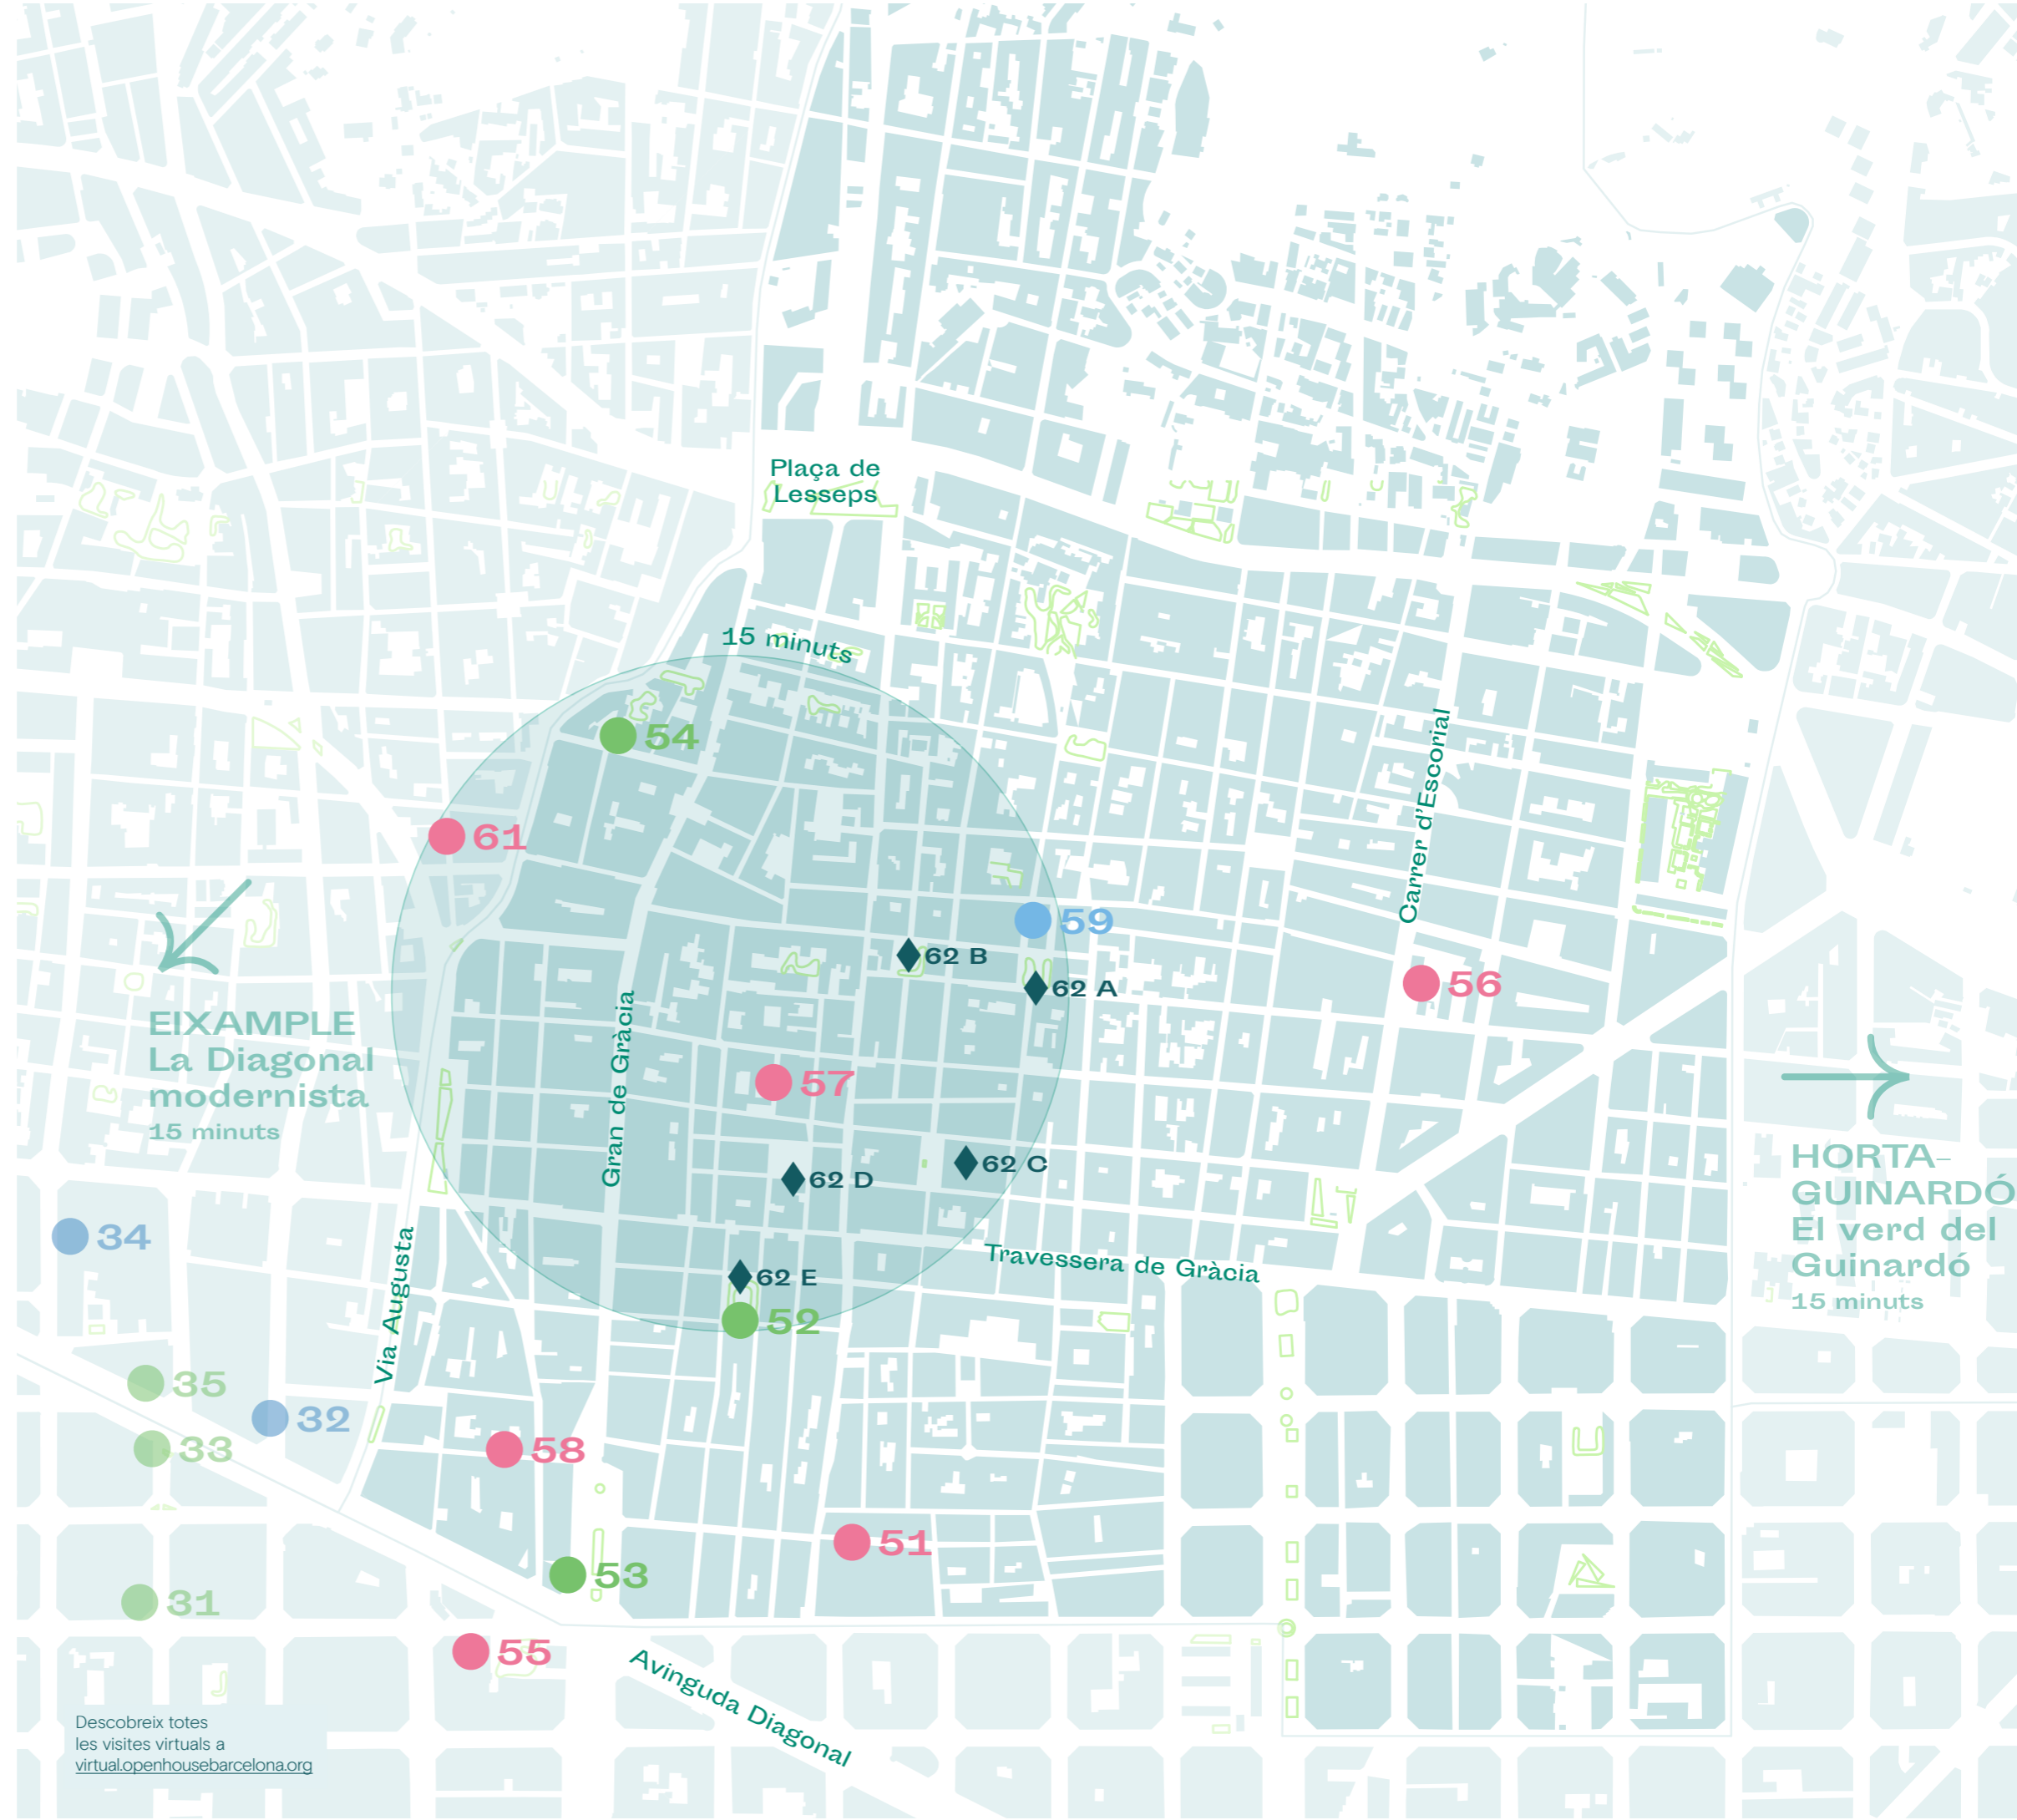 Plaça de
Lesseps
15 minuts
54
61
Carrer d'Escorial
59
62 B
62 A
56
EIXAMPLE
La Diagonal
modernista
15 minuts
Gran de Gràcia
57
62 C
62 D
HORTA–
GUINARDÓ
El verd del
Guinardó
15 minuts
34
Via Augusta
Travessera de Gràcia
62 E
52
35
32
33
58
51
53
31
55
Avinguda Diagonal
Descobreix totes
les visites virtuals a
virtual.openhousebarcelona.org